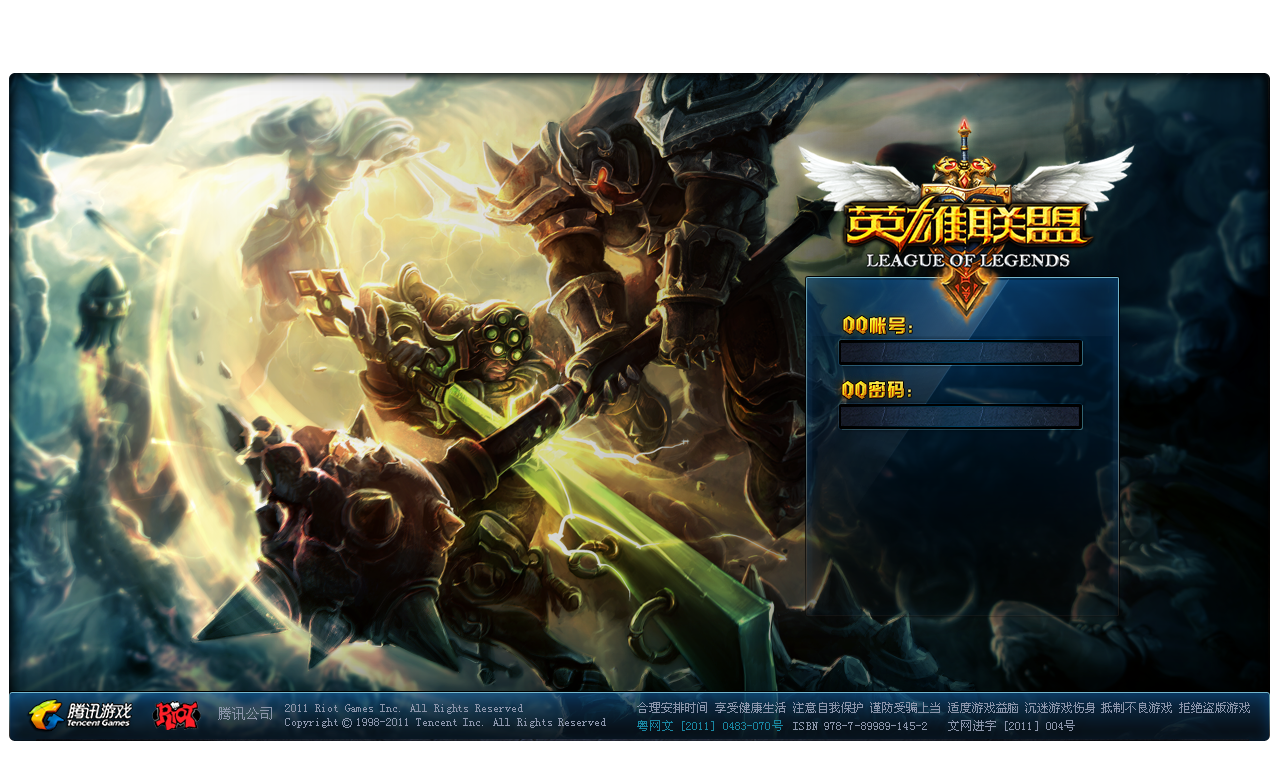 英雄联盟
LEAGUE OF LEGENDS
QQ帐号:
QQ密码:
腾讯游戏
Tencent Games
RIOT
腾讯公司
2011 Riot Games Inc. All Rights Reserved
Copyright © 1998-2011 Tencent Inc. All Rights Reserved
合理安排时间 享受健康生活 注意自我保护 谨防受骗上当 适度游戏益脑 沉迷游戏伤身 抵制不良游戏 拒绝盗版游戏
粤网文 [2011] 0483-070号 ISBN 978-7-89989-145-2 文网进字 [2011] 004号